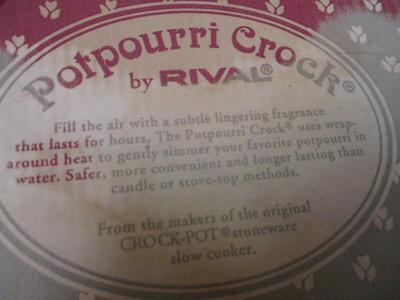 Potpourri Crock®
by RIVAL®
Fill the air with a subtle lingering fragrance
that lasts for hours. The Potpourri Crock® uses wrap-
around heat to gently simmer your favorite potpourri in
water. Safer, more convenient and longer lasting than
candle or stove-top methods.
From the makers of the original
CROCK-POT® stoneware
slow cooker.